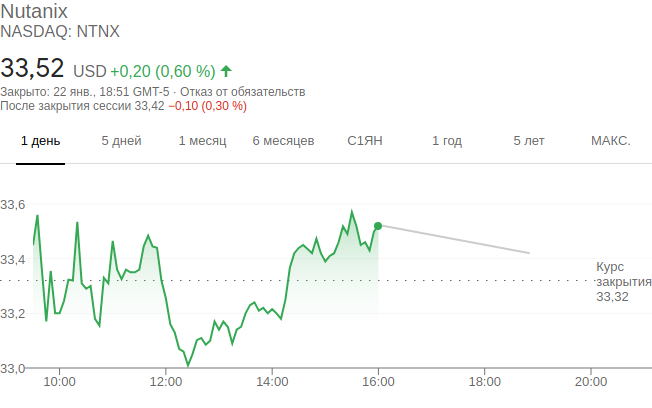 Nutanix
NASDAQ: NTNX
33,52 USD +0,20 (0,60 %)
Закрыто: 22 янв., 18:51 GMT-5 · Отказ от обязательств
После закрытия сессии 33,42 −0,10 (0,30 %)
1 день 5 дней 1 месяц 6 месяцев С1ЯН 1 год 5 лет МАКС.
33,6
33,4
Курс
закрытия
33,32
33,2
33,0
10:00 12:00 14:00 16:00 18:00 20:00